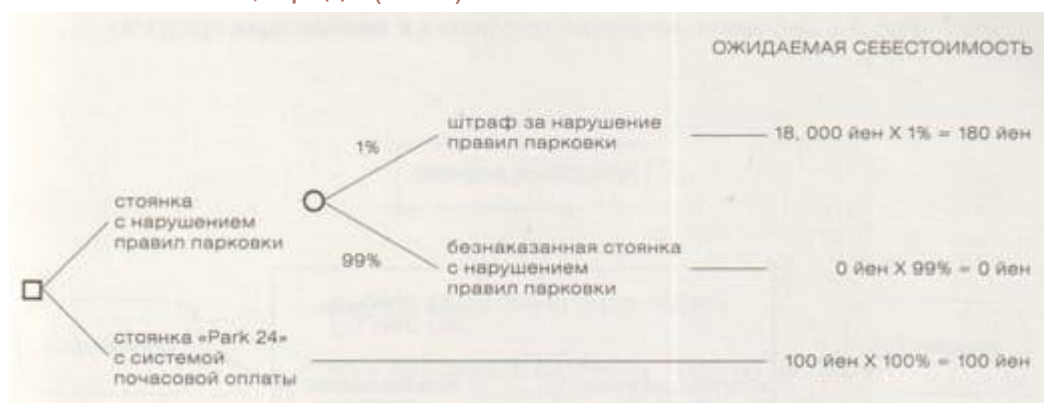 ОЖИДАЕМАЯ СЕБЕСТОИМОСТЬ
штраф за нарушение
правил парковки
18, 000 йен X 1% = 180 йен
1%
стоянка
с нарушением
правил парковки
99%
безнаказанная стоянка
с нарушением
правил парковки
0 йен X 99% = 0 йен
стоянка «Park 24»
с системой
почасовой оплаты
100 йен X 100% = 100 йен